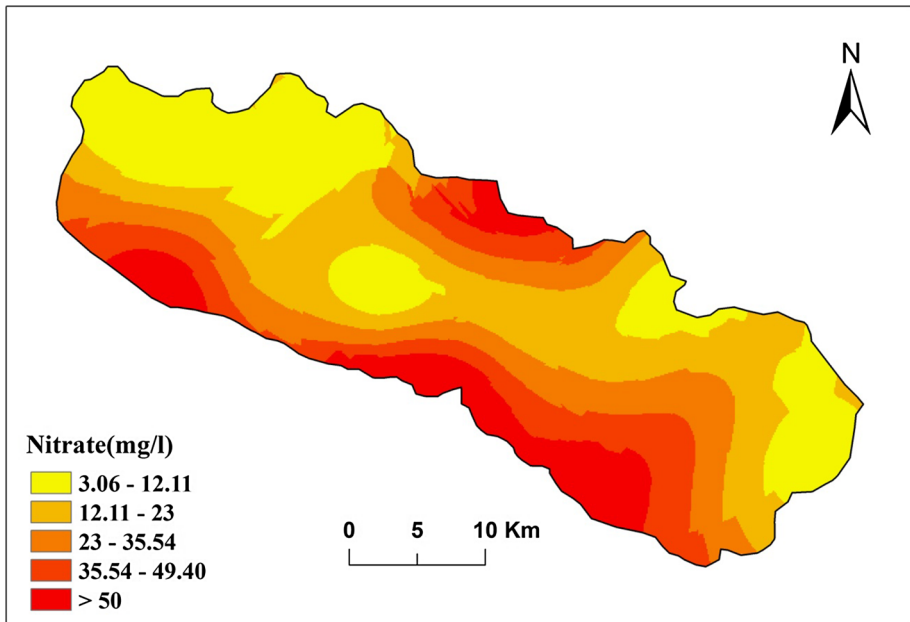 N
Nitrate(mg/l)
3.06 - 12.11
12.11 - 23
23 - 35.54
35.54 - 49.40
> 50
0 5 10 Km